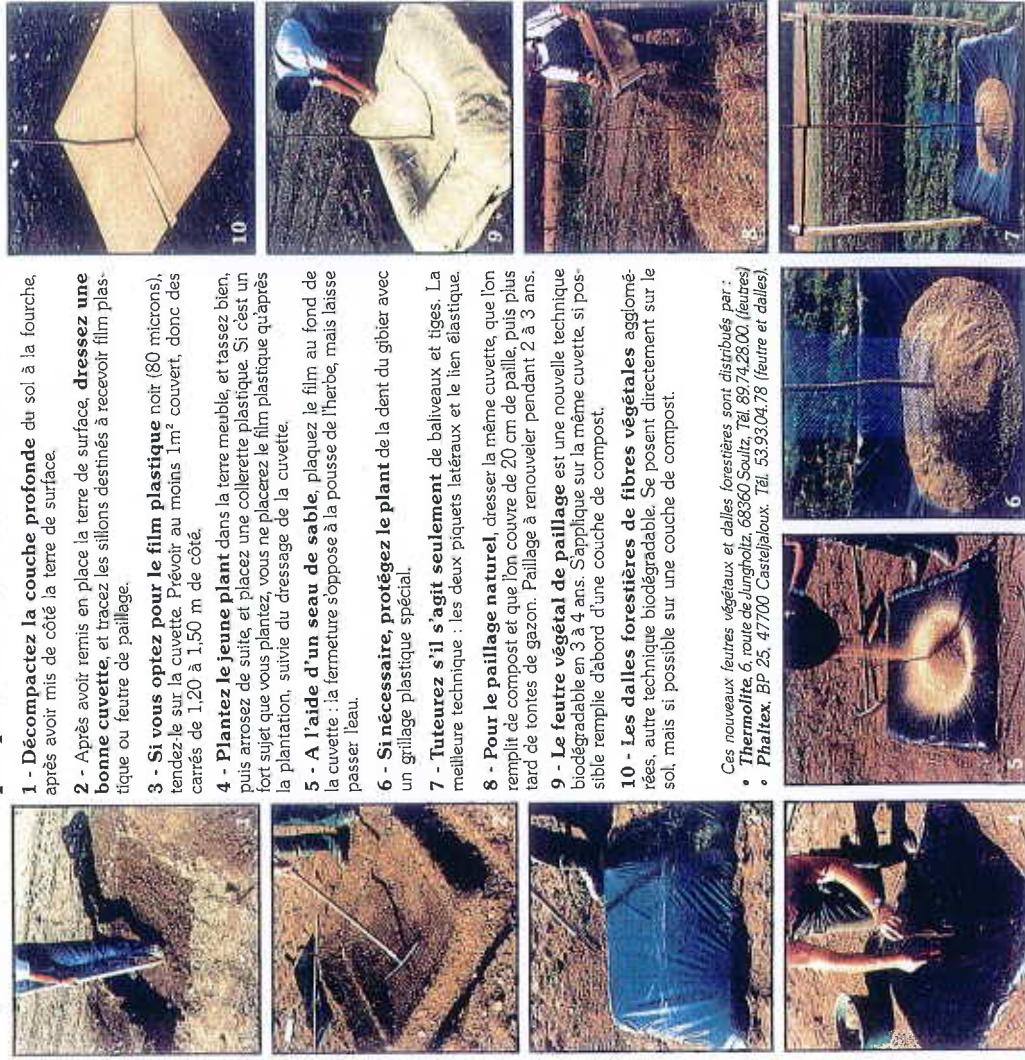 1 - Décompactez la couche profonde du sol à la fourche,
après avoir mis de côté la terre de surface.
2 - Après avoir remis en place la terre de surface, dressez une
bonne cuvette, et tracez les sillons destinés à recevoir film plas-
tique ou feutre de paillage.
3 - Si vous optez pour le film plastique noir (80 microns),
tendez-le sur la cuvette. Prévoir au moins 1m² couvert, donc des
carrés de 1,20 à 1,50 m de côté.
4 - Plantez le jeune plant dans la terre meuble, et tassez bien,
puis arrosez de suite, et placez une collerette plastique. Si c'est un
fort sujet que vous plantez, vous ne placerez le film plastique qu'après
la plantation, suivie du dressage de la cuvette.
5 - A l'aide d'un seau de sable, plaquez le film au fond de
la cuvette : la fermeture s'oppose à la pousse de l'herbe, mais laisse
passer l'eau.
6 - Si nécessaire, protégez le plant de la dent du gibier avec
un grillage plastique spécial.
7 - Tuteurez s'il s'agit seulement de baliveaux et tiges. La
meilleure technique : les deux piquets latéraux et le lien élastique.
8 - Pour le paillage naturel, dresser la même cuvette, que l'on
remplit de compost et que l'on couvre de 20 cm de paille, puis plus
tard de tontes de gazon. Paillage à renouveler pendant 2 à 3 ans.
9 - Le feutre végétal de paillage est une nouvelle technique
biodégradable en 3 à 4 ans. S'applique sur la même cuvette, si pos-
sible remplie d'abord d'une couche de compost.
10 - Les dalles forestières de fibres végétales agglomé-
rées, autre technique biodégradable. Se posent directement sur le
sol, mais si possible sur une couche de compost.
Ces nouveaux feutres végétaux et dalles forestières sont distribués par :
• Thermolite, 6, route de Jungholtz, 68360 Soultz, Tél. 89.74.28.00. (feutres)
• Phaltex, BP 25, 47700 Casteljaloux. Tél. 53.93.04.78 (feutre et dalles).
5
6
7
8
9
10